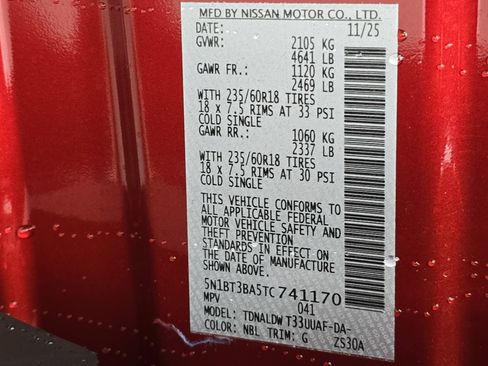 MFD BY NISSAN MOTOR CO., LTD.
DATE: 11/25
GVWR: 2105 KG
4641 LB
GAWR FR.: 1120 KG
2469 LB
WITH 235/60R18 TIRES
18 x 7.5 RIMS AT 33 PSI
COLD SINGLE
GAWR RR.: 1060 KG
2337 LB
WITH 235/60R18 TIRES
18 x 7.5 RIMS AT 30 PSI
COLD SINGLE
THIS VEHICLE CONFORMS TO
ALL APPLICABLE FEDERAL
MOTOR VEHICLE SAFETY AND
THEFT PREVENTION
STANDARDS IN EFFECT ON
THE DATE OF MANUFACTURE
SHOWN ABOVE.
5N1BT3BA5TC741170
MPV 041
MODEL: TDNALDW T33UUAF-DA-
COLOR: NBL TRIM: G ZS30A